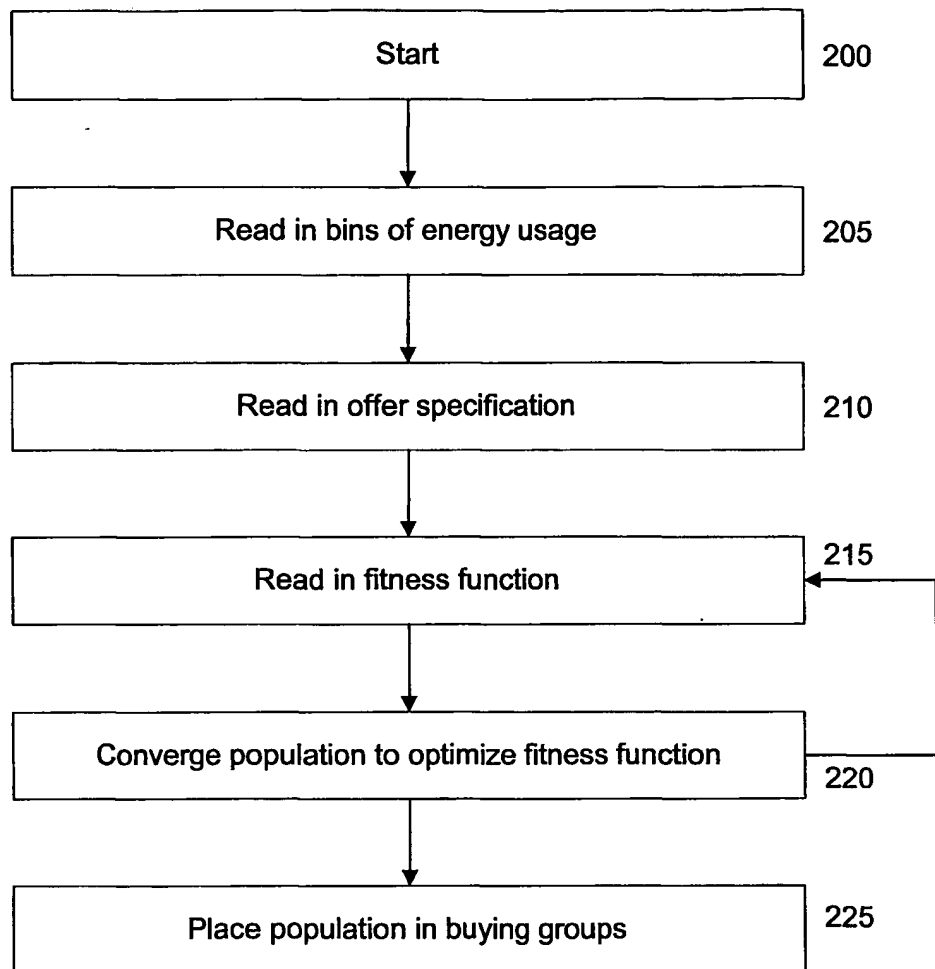 Start
200
Read in bins of energy usage
205
Read in offer specification
210
Read in fitness function
215
Converge population to optimize fitness function
220
Place population in buying groups
225